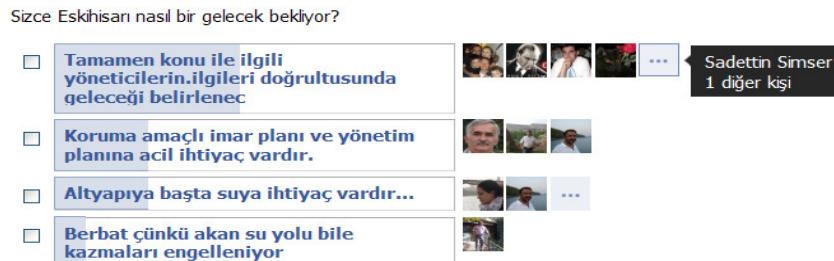 Sizce Eskihisarı nasıl bir gelecek bekliyor?
Tamamen konu ile ilgili
yöneticilerin.ilgileri doğrultusunda
geleceği belirlenec
Sadettin Simser
1 diğer kişi
Koruma amaçlı imar planı ve yönetim
planına acil ihtiyaç vardır.
Altyapıya başta suya ihtiyaç vardır...
Berbat çünkü akan su yolu bile
kazmaları engelleniyor